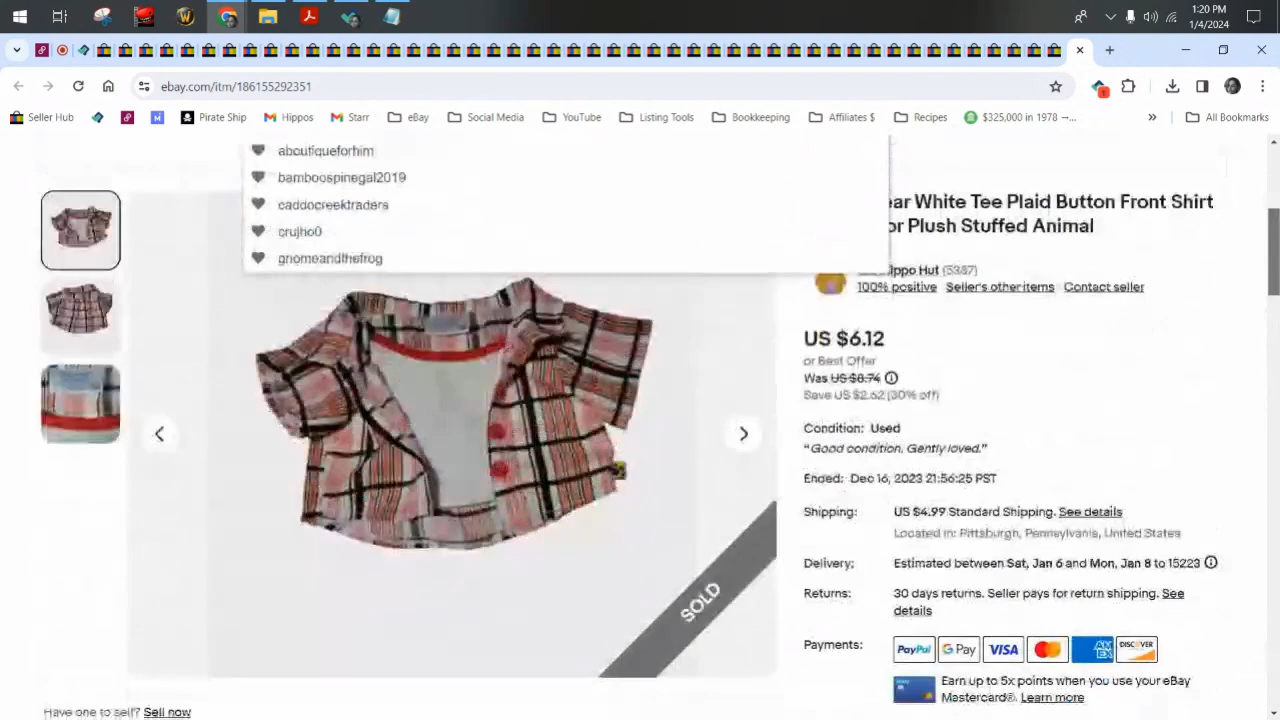 1:20 PM
1/4/2024
ebay.com/itm/186155292351
1
Seller Hub
Pirate Ship
Hippos
Starr
eBay
Social Media
YouTube
Listing Tools
Bookkeeping
Affiliates $
Recipes
$325,000 in 1978 →...
»
All Bookmarks
aboutiqueforhim
bamboospinegal2019
caddocreektraders
crujho0
gnomeandthefrog
ear White Tee Plaid Button Front Shirt
or Plush Stuffed Animal
ippo Hut (5387)
100% positive Seller's other items Contact seller
US $6.12
or Best Offer
Was US $8.74
Save US $2.62 (30% off)
Condition: Used
“Good condition. Gently loved.”
Ended: Dec 16, 2023 21:56:25 PST
Shipping: US $4.99 Standard Shipping. See details
Located in: Pittsburgh, Pennsylvania, United States
Delivery: Estimated between Sat, Jan 6 and Mon, Jan 8 to 15223
Returns: 30 days returns. Seller pays for return shipping. See
details
Payments: PayPal G Pay VISA DISCOVER
Earn up to 5x points when you use your eBay
Mastercard®. Learn more
SOLD
Have one to sell? Sell now